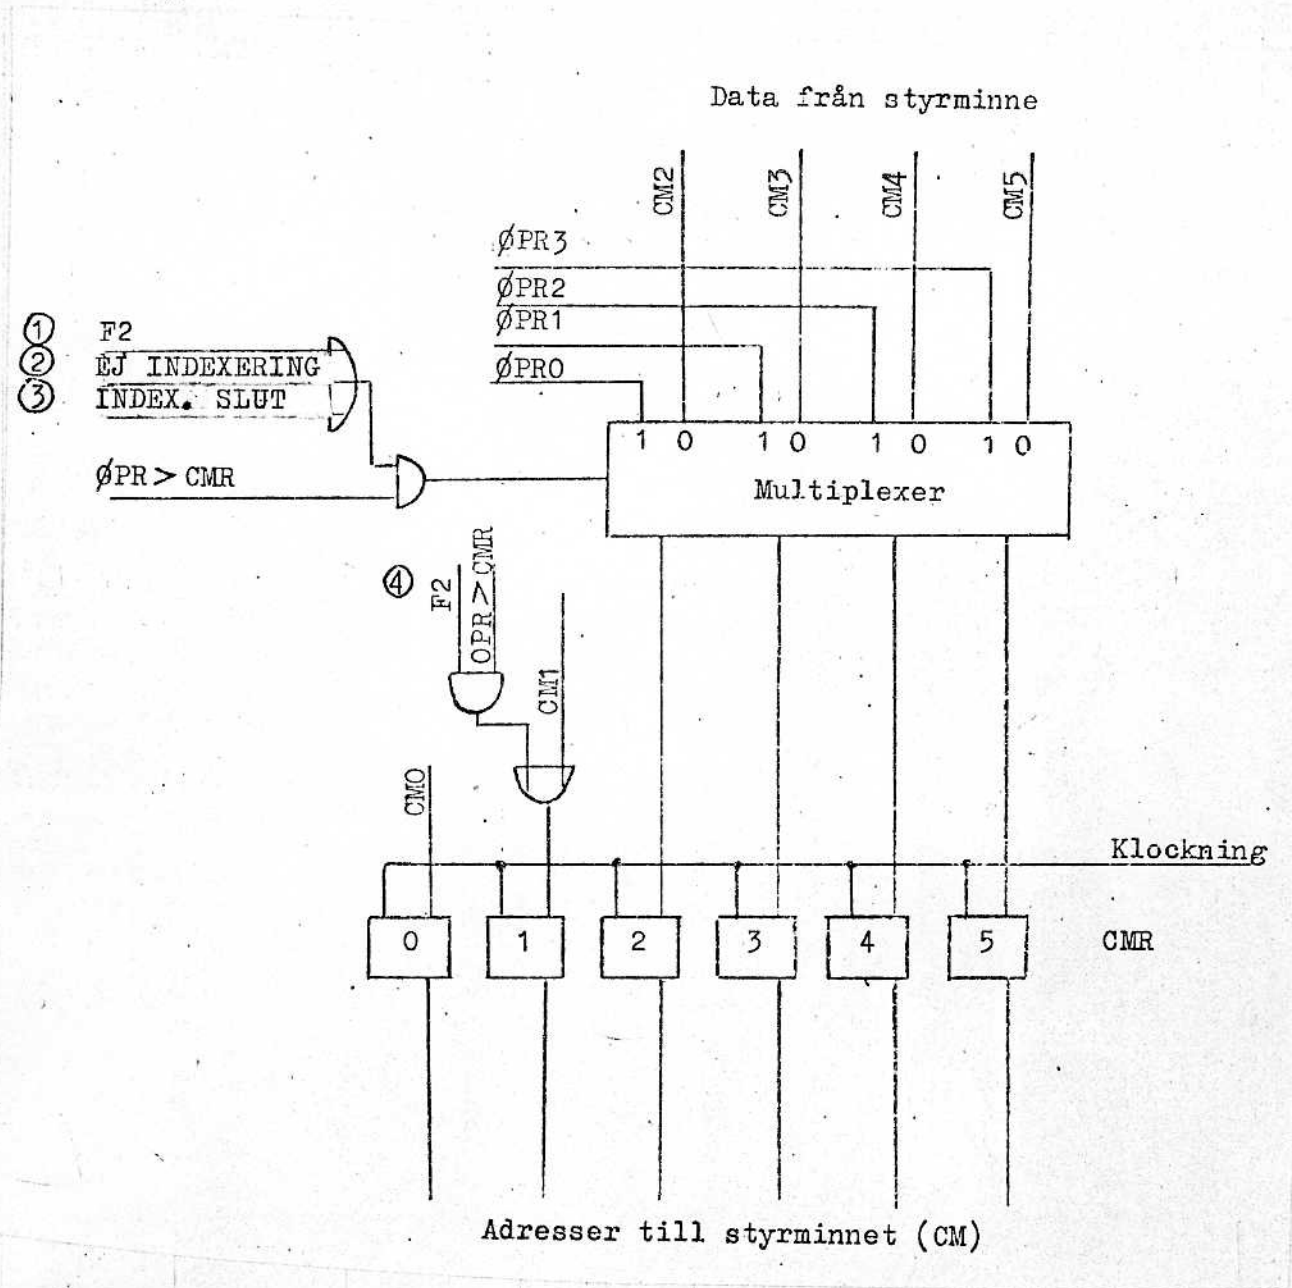 Data från styrminne
CM2
CM3
CM4
CM5
ØPR3
ØPR2
ØPR1
ØPR0
1 F2
2 EJ INDEXERING
3 INDEX. SLUT
ØPR > CMR
1 0 1 0 1 0 1 0
Multiplexer
4 F2
OPR > CMR
CM1
CM0
Klockning
0 1 2 3 4 5 CMR
Adresser till styrminnet (CM)